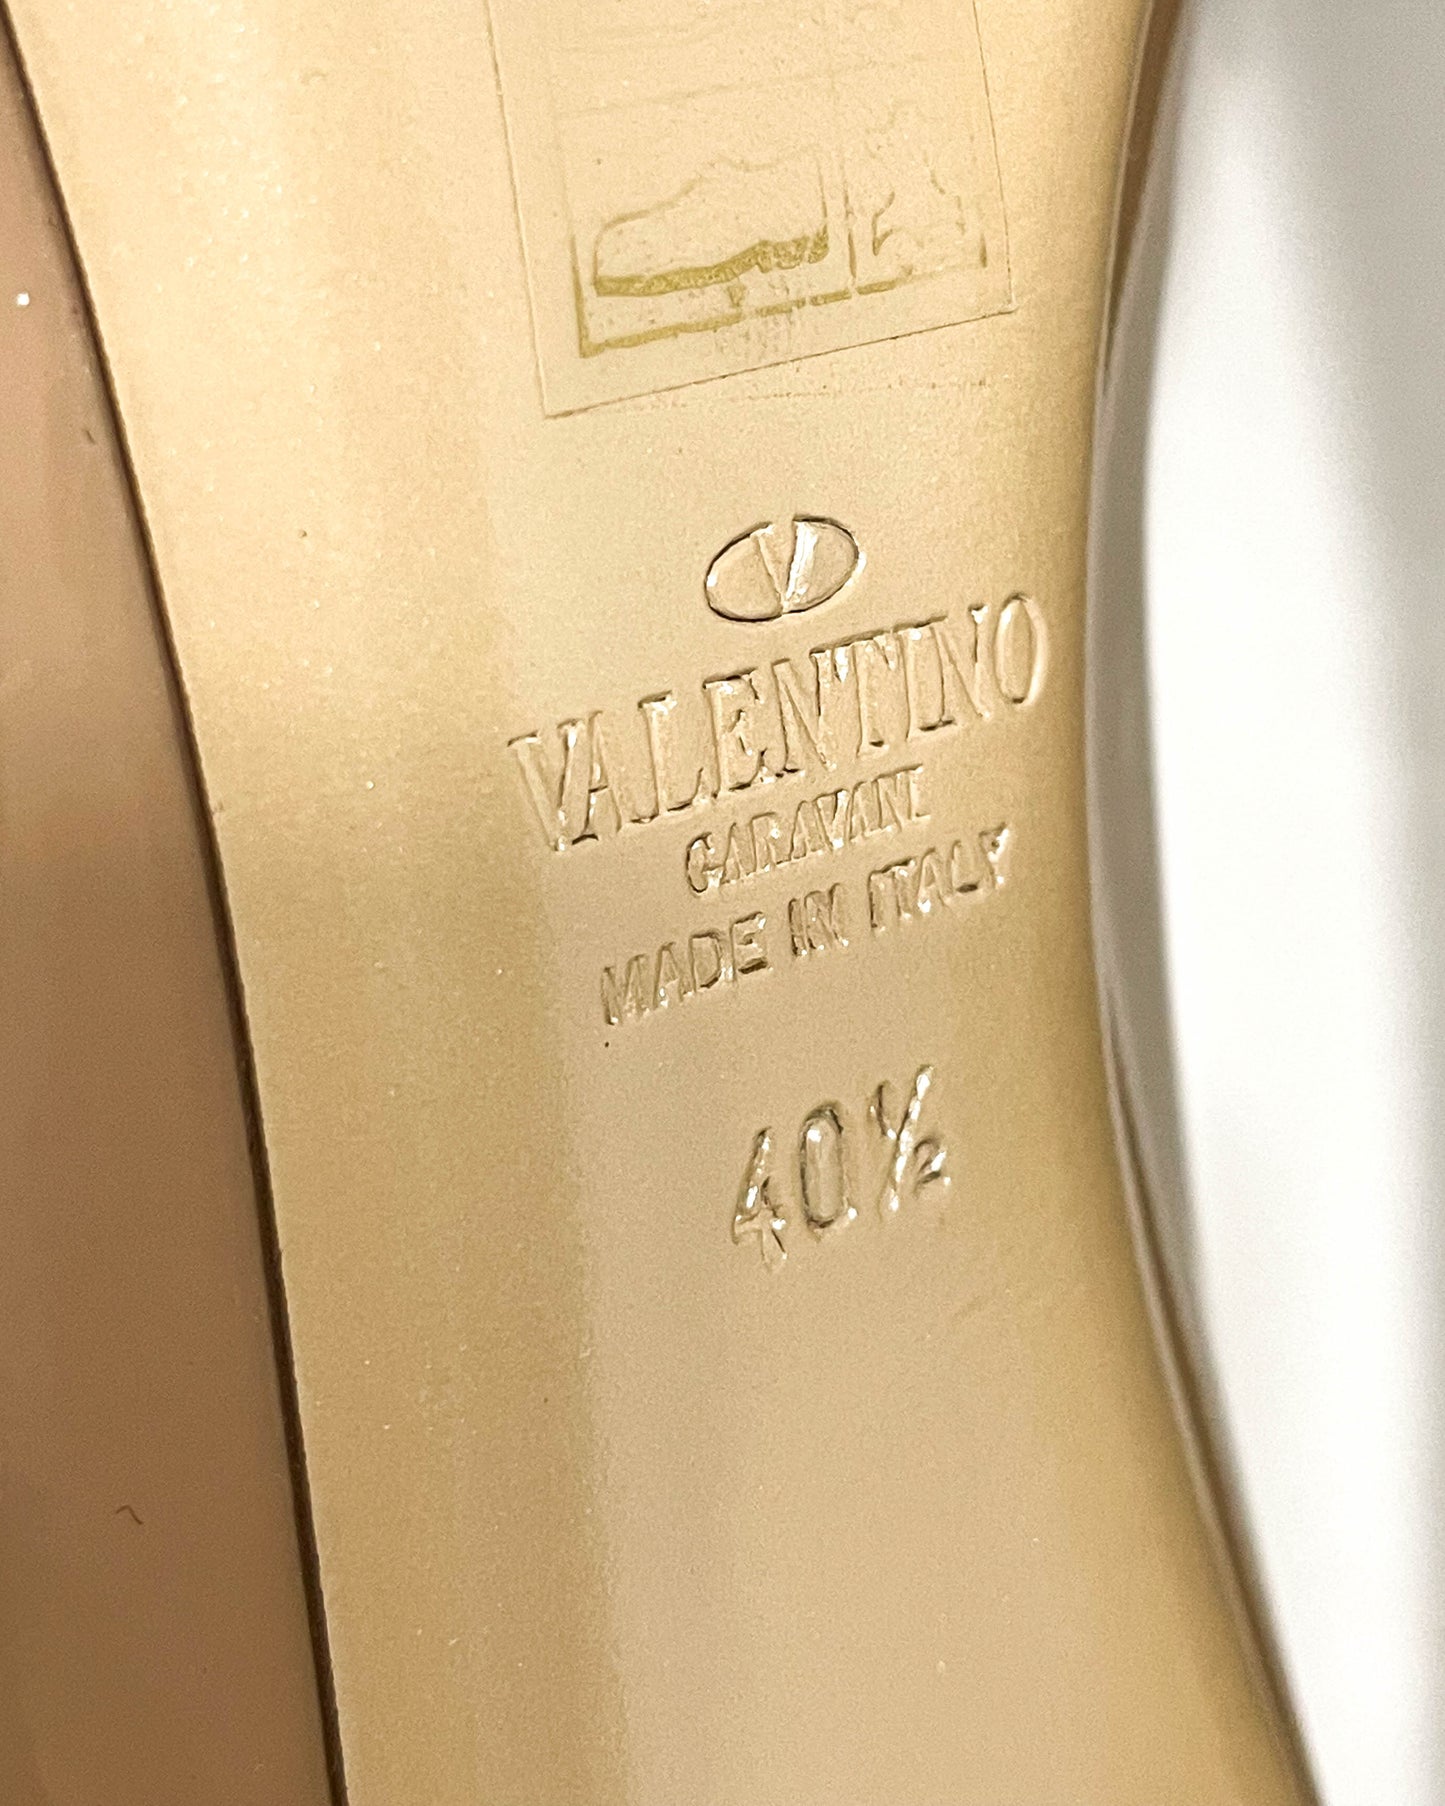 V
VALENTINO
GARAVANI
MADE IN ITALY
40½